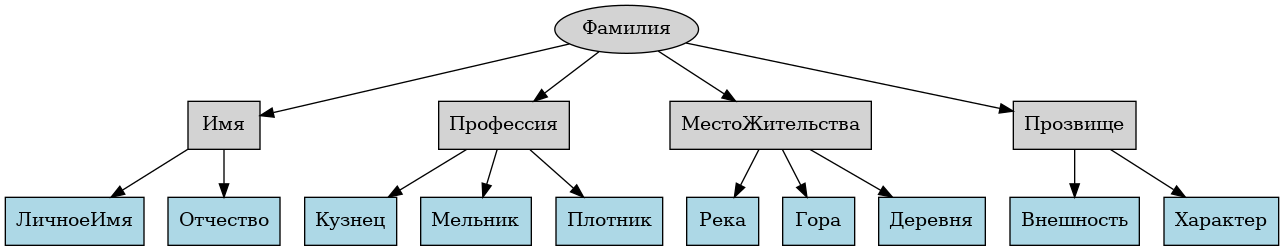 Фамилия
Имя
Профессия
МестоЖительства
Прозвище
ЛичноеИмя
Отчество
Кузнец
Мельник
Плотник
Река
Гора
Деревня
Внешность
Характер